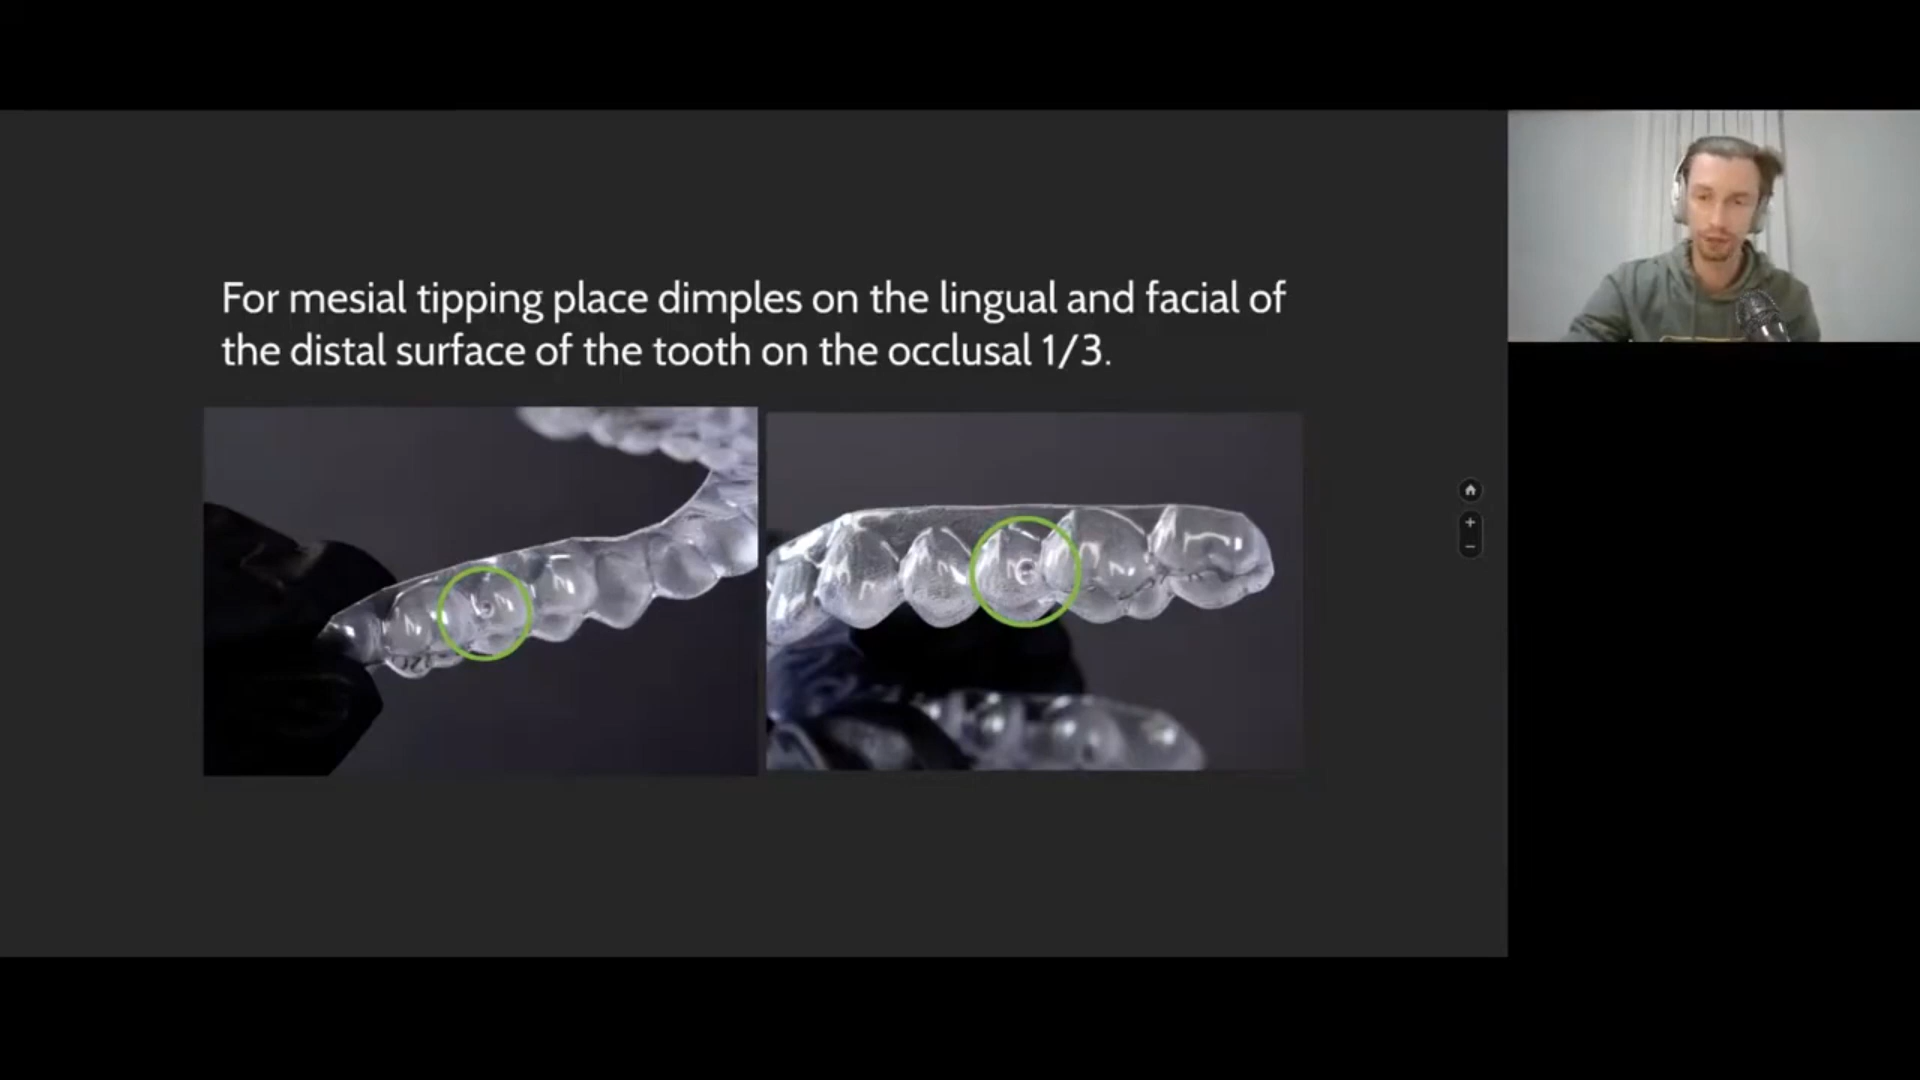 For mesial tipping place dimples on the lingual and facial of
the distal surface of the tooth on the occlusal 1/3.